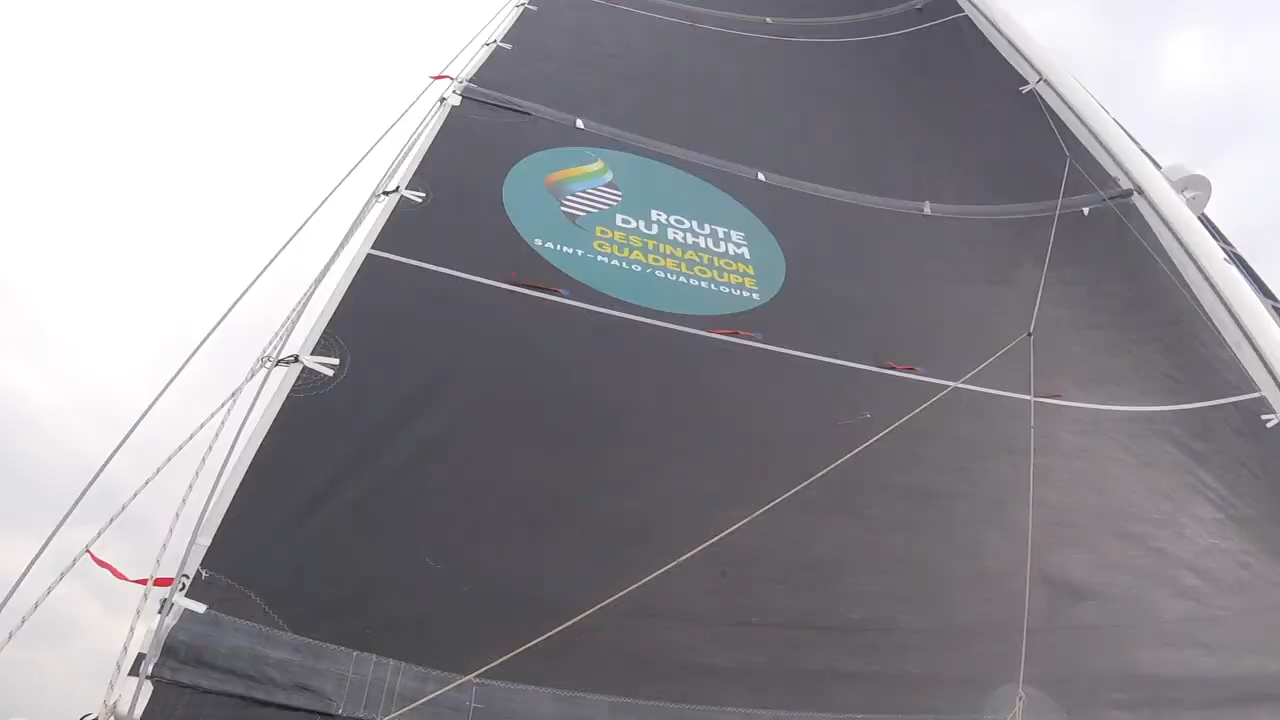 ROUTE
DU RHUM
DESTINATION
GUADELOUPE
SAINT-MALO/GUADELOUPE